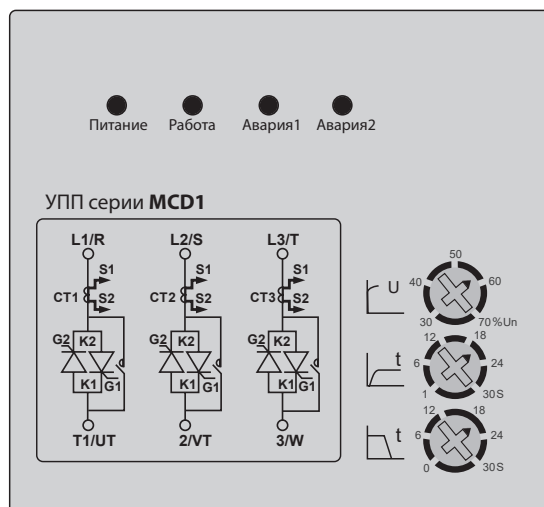 Питание Работа Авария1 Авария2
УПП серии MCD1
L1/R L2/S L3/T
S1 S1 S1
CT1 S2 CT2 S2 CT3 S2
G2 K2 G2 K2 G2 K2
K1 G1 K1 G1 K1 G1
T1/UT 2/VT 3/W
50
40 60
U
30 70%Un
12 18
6 24
t
1 30S
12 18
6 24
t
0 30S